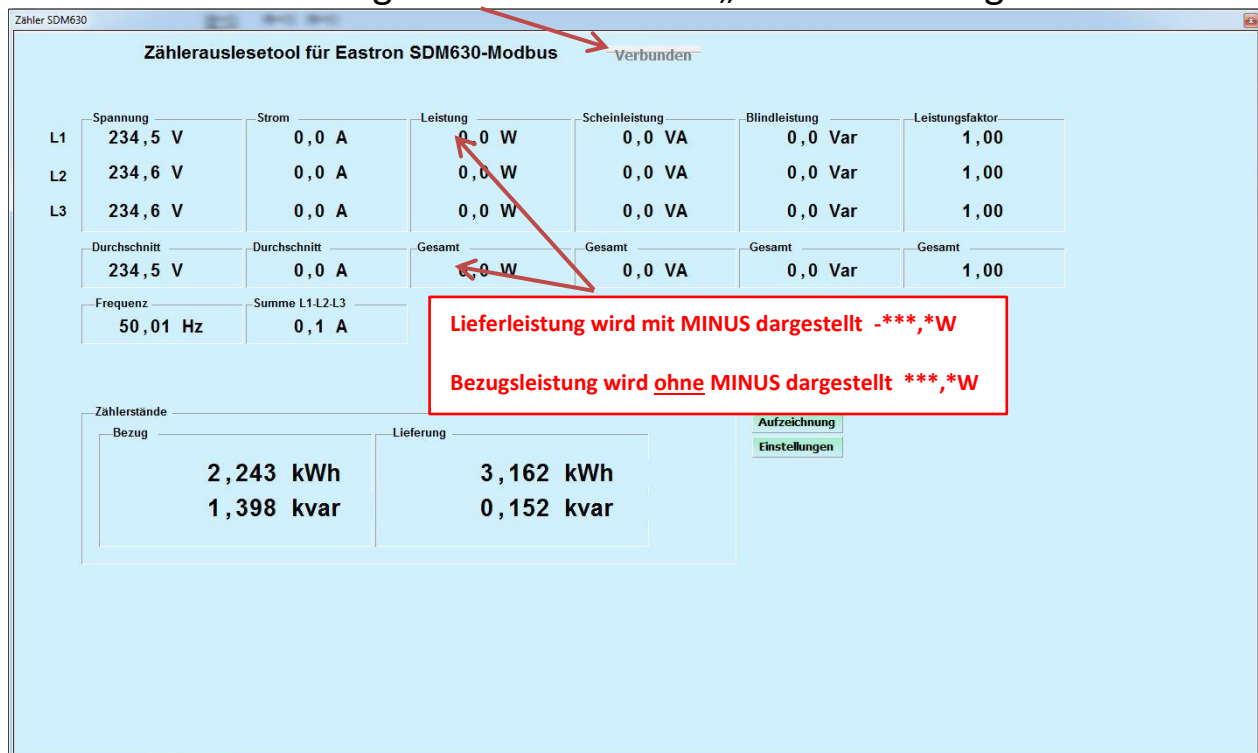 Zähler SDM630
Zählerauslesetool für Eastron SDM630-Modbus
Verbunden
Spannung Strom Leistung Scheinleistung Blindleistung Leistungsfaktor
L1 234,5 V 0,0 A 0,0 W 0,0 VA 0,0 Var 1,00
L2 234,6 V 0,0 A 0,0 W 0,0 VA 0,0 Var 1,00
L3 234,6 V 0,0 A 0,0 W 0,0 VA 0,0 Var 1,00
Durchschnitt Durchschnitt Gesamt Gesamt Gesamt Gesamt
234,5 V 0,0 A 0,0 W 0,0 VA 0,0 Var 1,00
Frequenz Summe L1-L2-L3
50,01 Hz 0,1 A
Lieferleistung wird mit MINUS dargestellt -***,*W
Bezugsleistung wird ohne MINUS dargestellt ***,*W
Zählerstände
Aufzeichnung
Bezug Lieferung
Einstellungen
2,243 kWh 3,162 kWh
1,398 kvar 0,152 kvar